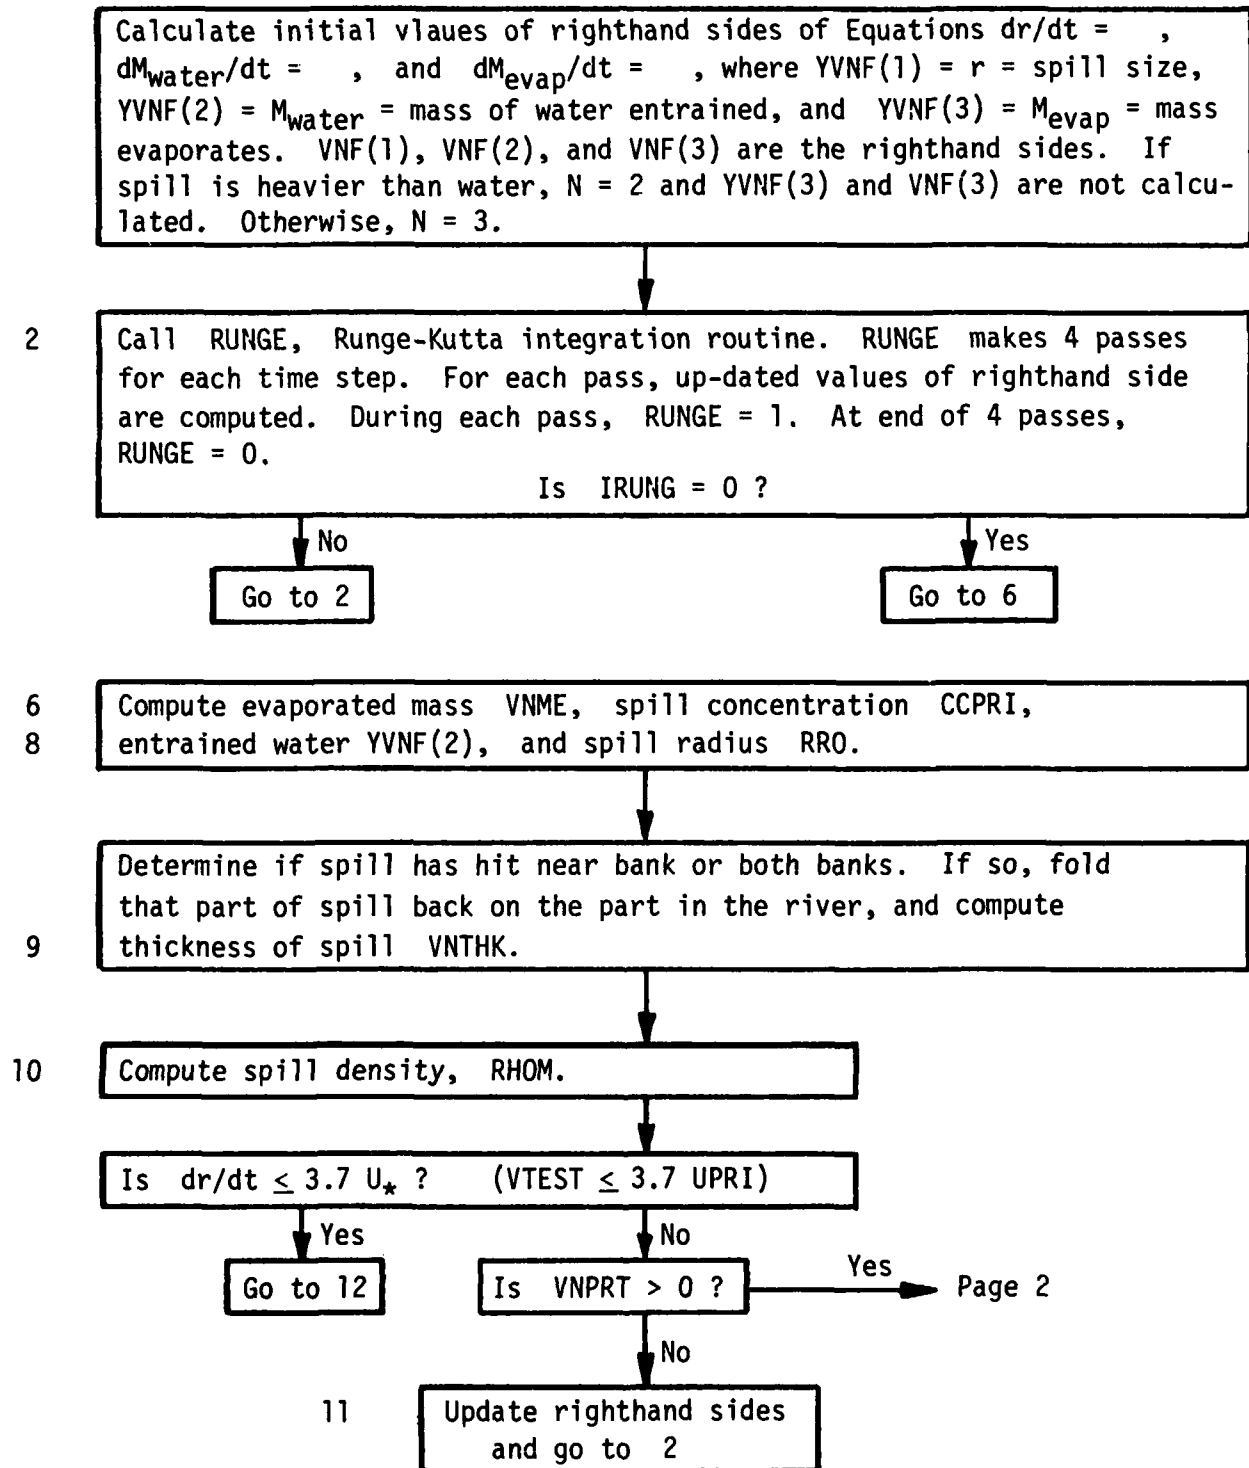 Calculate initial vlaues of righthand sides of Equations dr/dt =   ,
dMwater/dt =   ,  and  dMevap/dt =   , where YVNF(1) = r = spill size,
YVNF(2) = Mwater = mass of water entrained, and  YVNF(3) = Mevap = mass
evaporates.  VNF(1), VNF(2), and VNF(3) are the righthand sides.  If
spill is heavier than water, N = 2 and YVNF(3) and VNF(3) are not calcu-
lated.  Otherwise, N = 3.
2 Call  RUNGE,  Runge-Kutta integration routine.  RUNGE  makes 4 passes
for each time step.  For each pass, up-dated values of righthand side
are computed.  During each pass,  RUNGE = 1.  At end of 4 passes,
RUNGE = 0.
Is  IRUNG = 0 ?
No
Yes
Go to 2
Go to 6
6 Compute evaporated mass  VNME,  spill concentration  CCPRI,
8 entrained water YVNF(2),  and spill radius  RRO.
Determine if spill has hit near bank or both banks.  If so, fold
that part of spill back on the part in the river, and compute
9 thickness of spill  VNTHK.
10 Compute spill density,  RHOM.
Is  dr/dt ≤ 3.7 U* ?    (VTEST ≤ 3.7 UPRI)
Yes
No
Go to 12
Is  VNPRT > 0 ?
Yes
Page 2
No
11 Update righthand sides
and go to  2